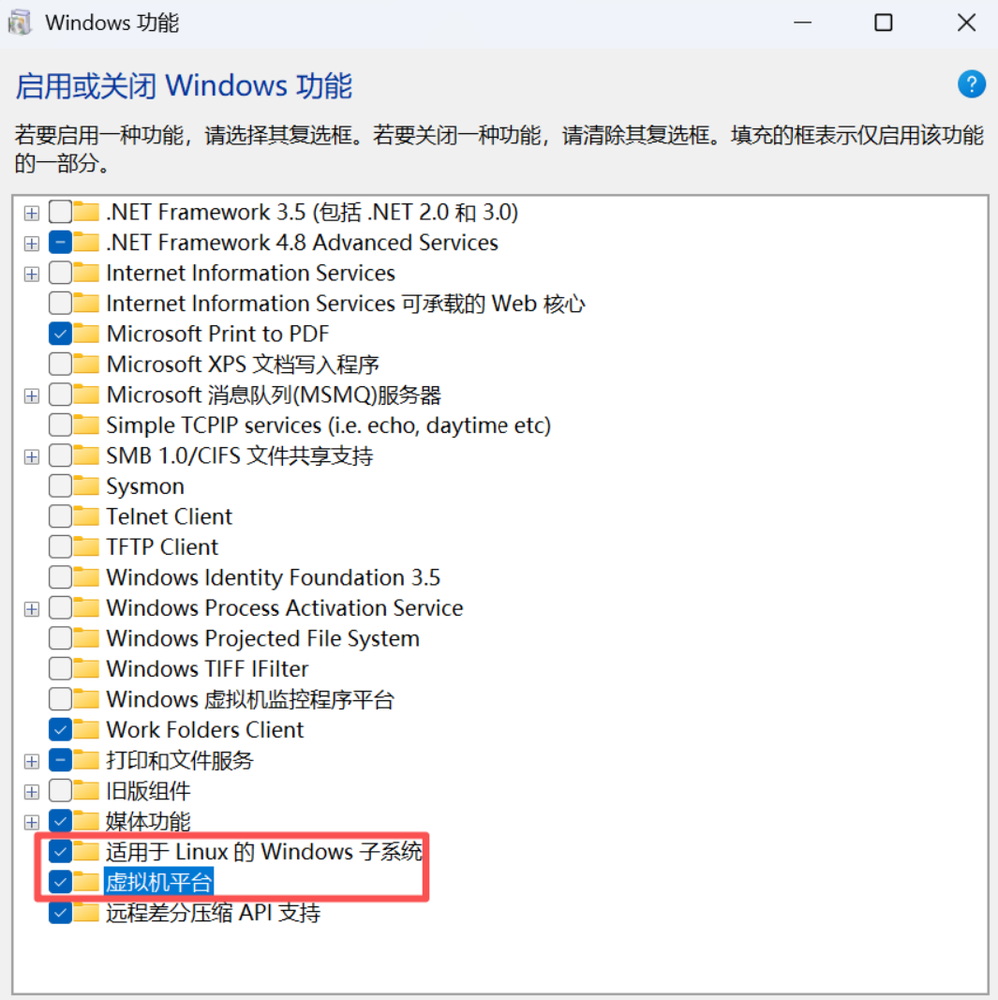 Windows 功能
启用或关闭 Windows 功能
?
若要启用一种功能，请选择其复选框。若要关闭一种功能，请清除其复选框。填充的框表示仅启用该功能
的一部分。
.NET Framework 3.5 (包括 .NET 2.0 和 3.0)
.NET Framework 4.8 Advanced Services
Internet Information Services
Internet Information Services 可承载的 Web 核心
Microsoft Print to PDF
Microsoft XPS 文档写入程序
Microsoft 消息队列(MSMQ)服务器
Simple TCPIP services (i.e. echo, daytime etc)
SMB 1.0/CIFS 文件共享支持
Sysmon
Telnet Client
TFTP Client
Windows Identity Foundation 3.5
Windows Process Activation Service
Windows Projected File System
Windows TIFF IFilter
Windows 虚拟机监控程序平台
Work Folders Client
打印和文件服务
旧版组件
媒体功能
适用于 Linux 的 Windows 子系统
虚拟机平台
远程差分压缩 API 支持